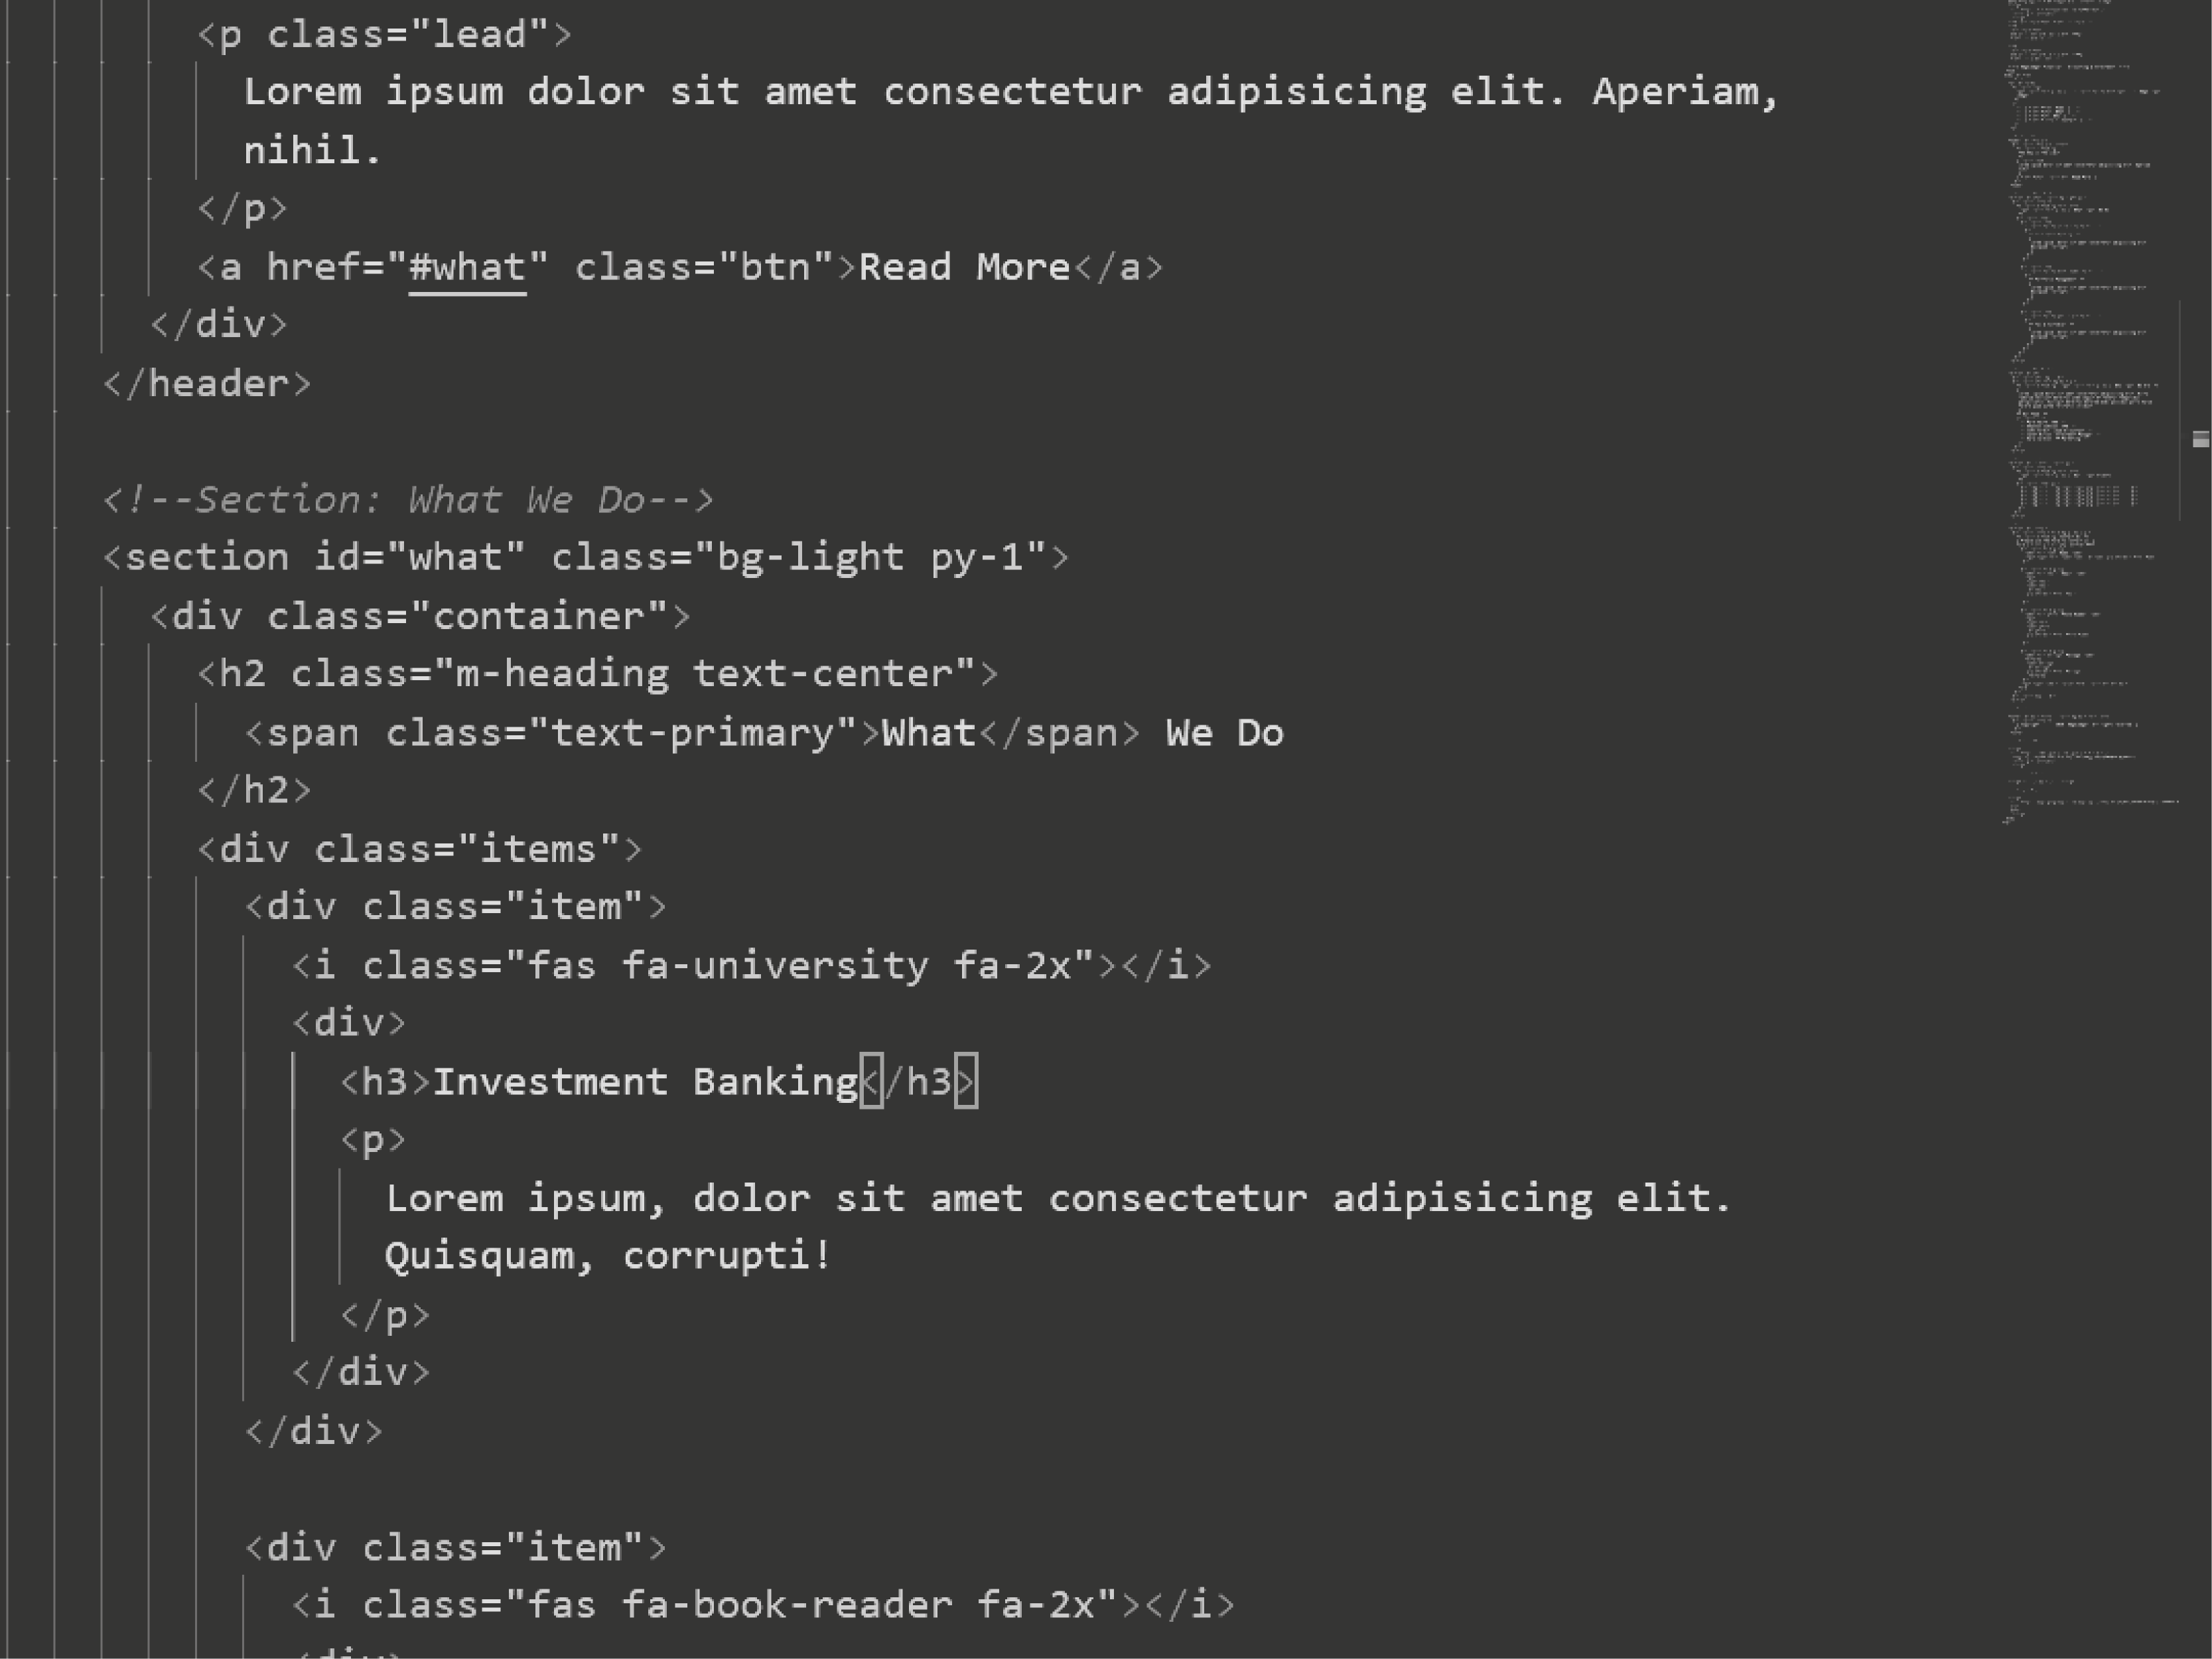 <p class="lead">
Lorem ipsum dolor sit amet consectetur adipisicing elit. Aperiam,
nihil.
</p>
<a href="#what" class="btn">Read More</a>
</div>
</header>
<!--Section: What We Do-->
<section id="what" class="bg-light py-1">
<div class="container">
<h2 class="m-heading text-center">
<span class="text-primary">What</span> We Do
</h2>
<div class="items">
<div class="item">
<i class="fas fa-university fa-2x"></i>
<div>
<h3>Investment Banking</h3>
<p>
Lorem ipsum, dolor sit amet consectetur adipisicing elit.
Quisquam, corrupti!
</p>
</div>
</div>
<div class="item">
<i class="fas fa-book-reader fa-2x"></i>
<div>